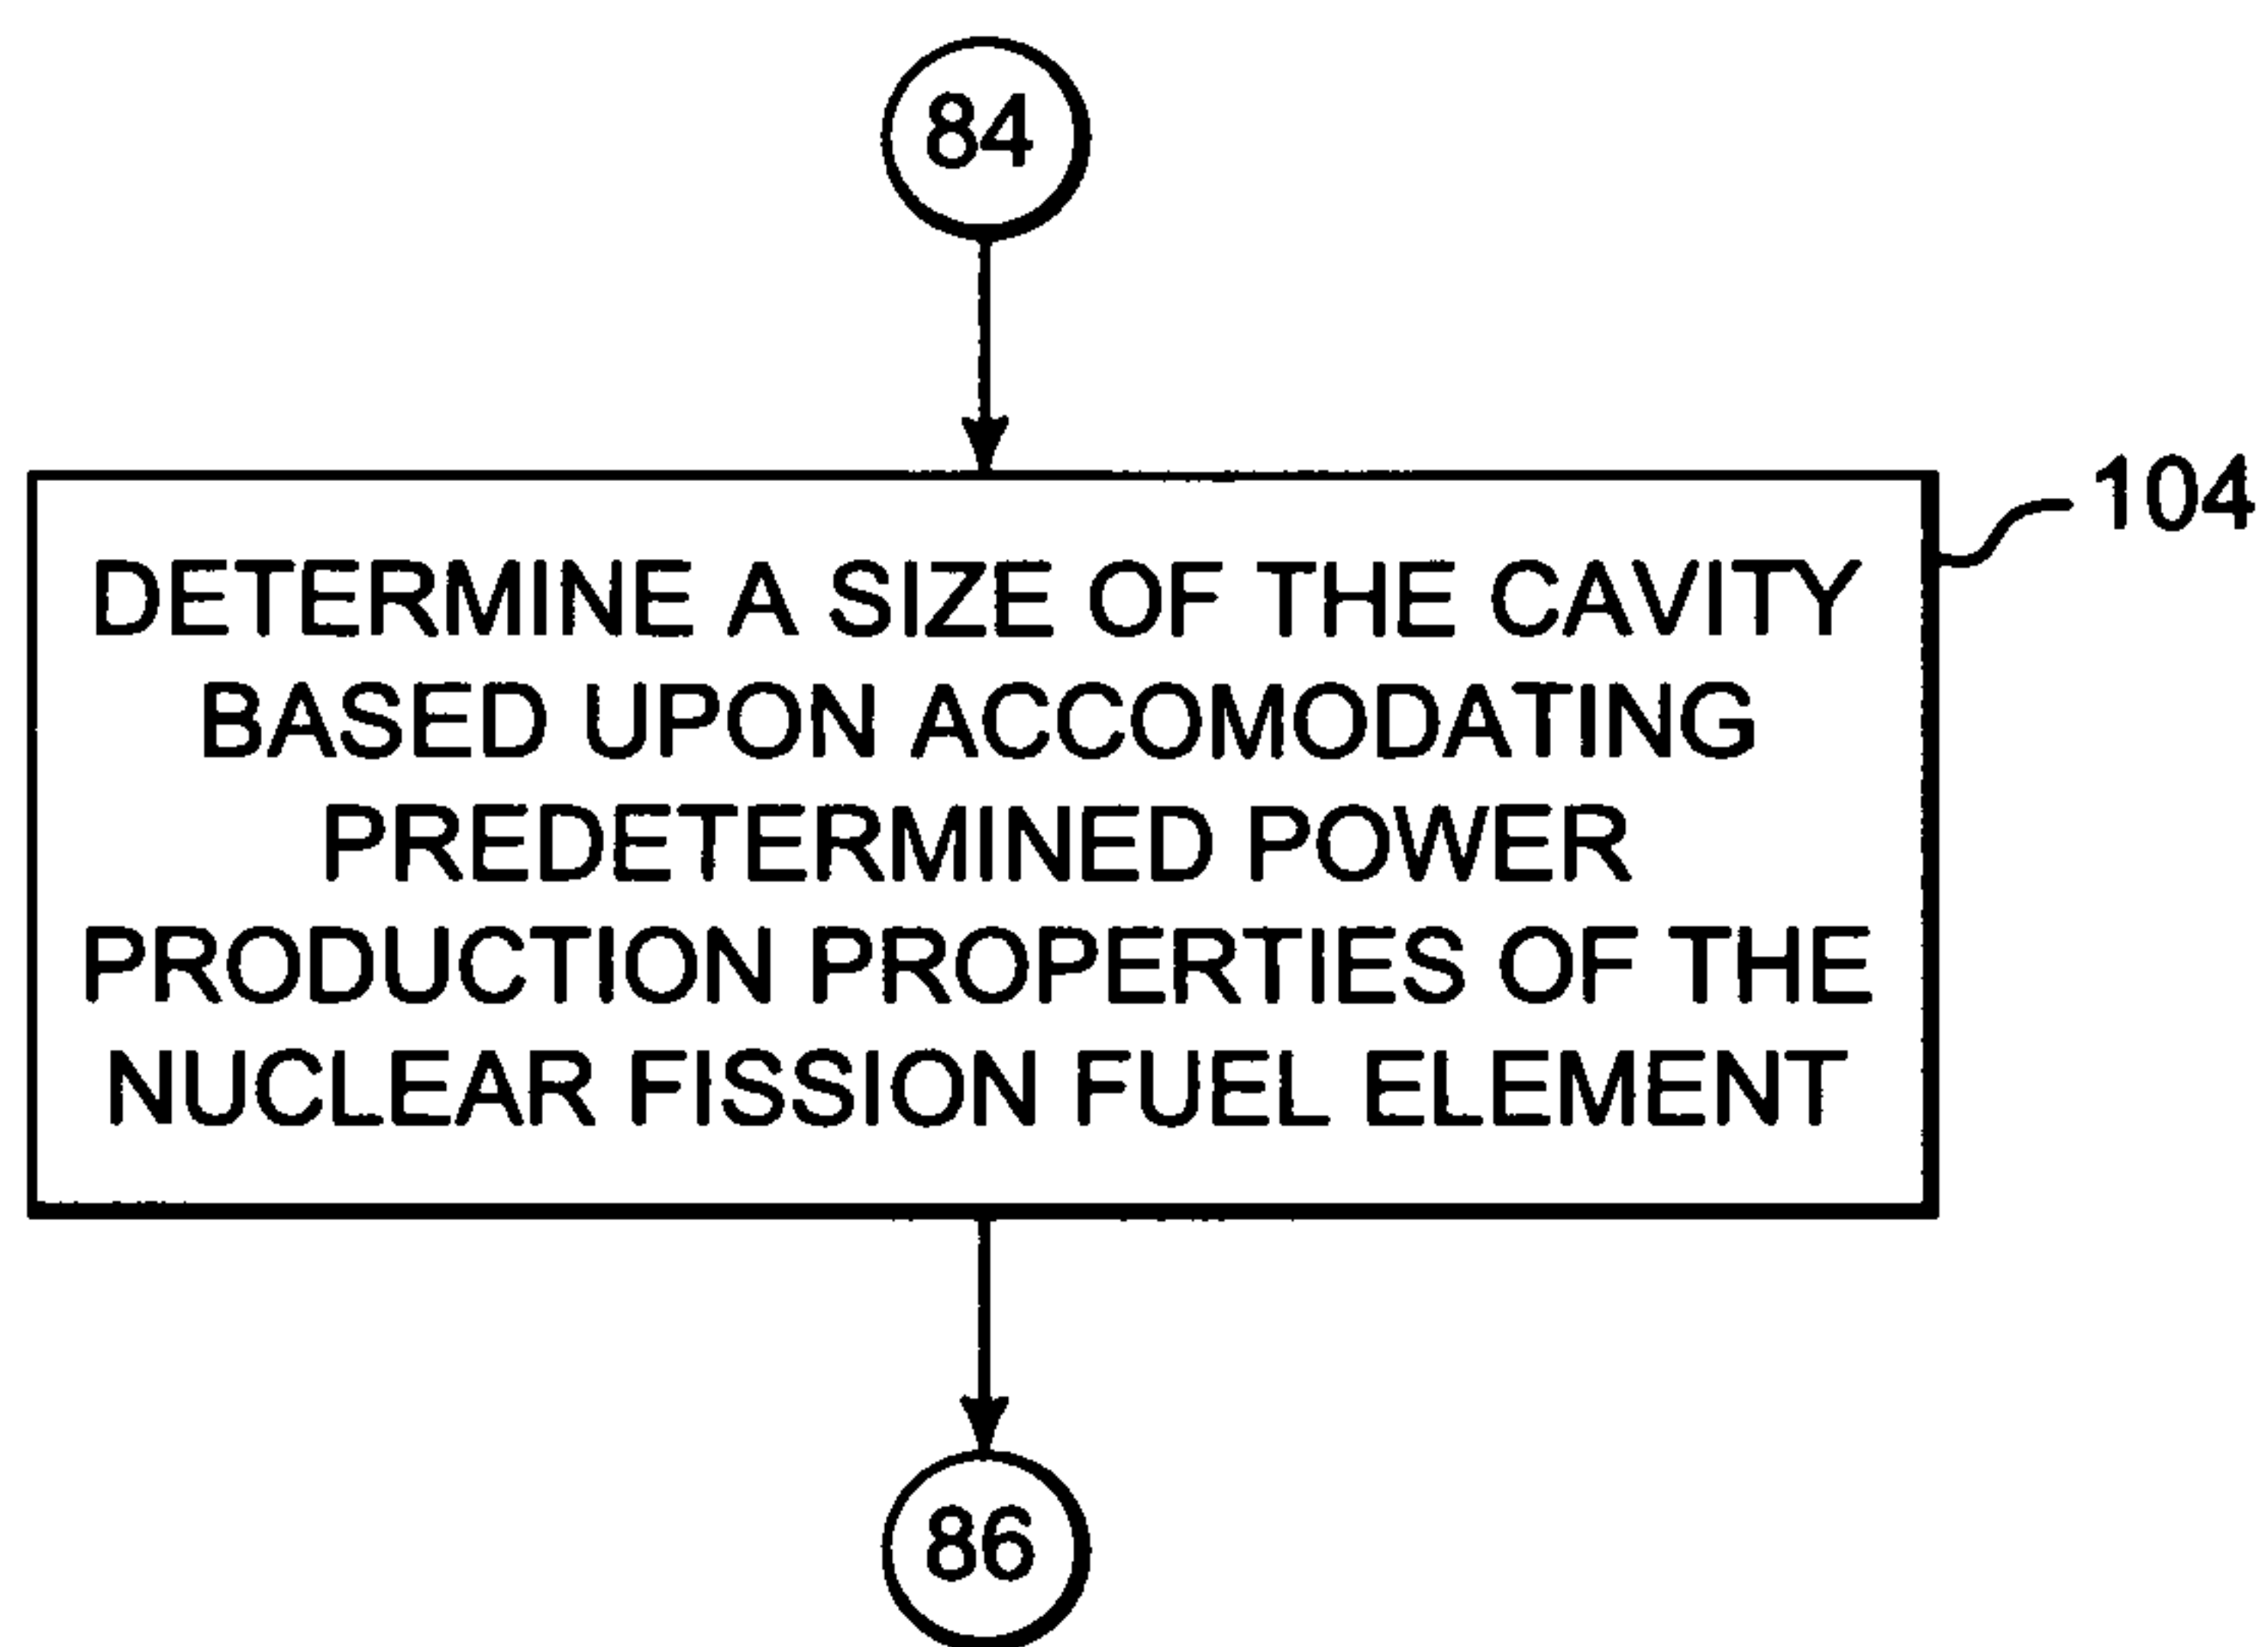 84
104
DETERMINE A SIZE OF THE CAVITY
BASED UPON ACCOMODATING
PREDETERMINED POWER
PRODUCTION PROPERTIES OF THE
NUCLEAR FISSION FUEL ELEMENT
86